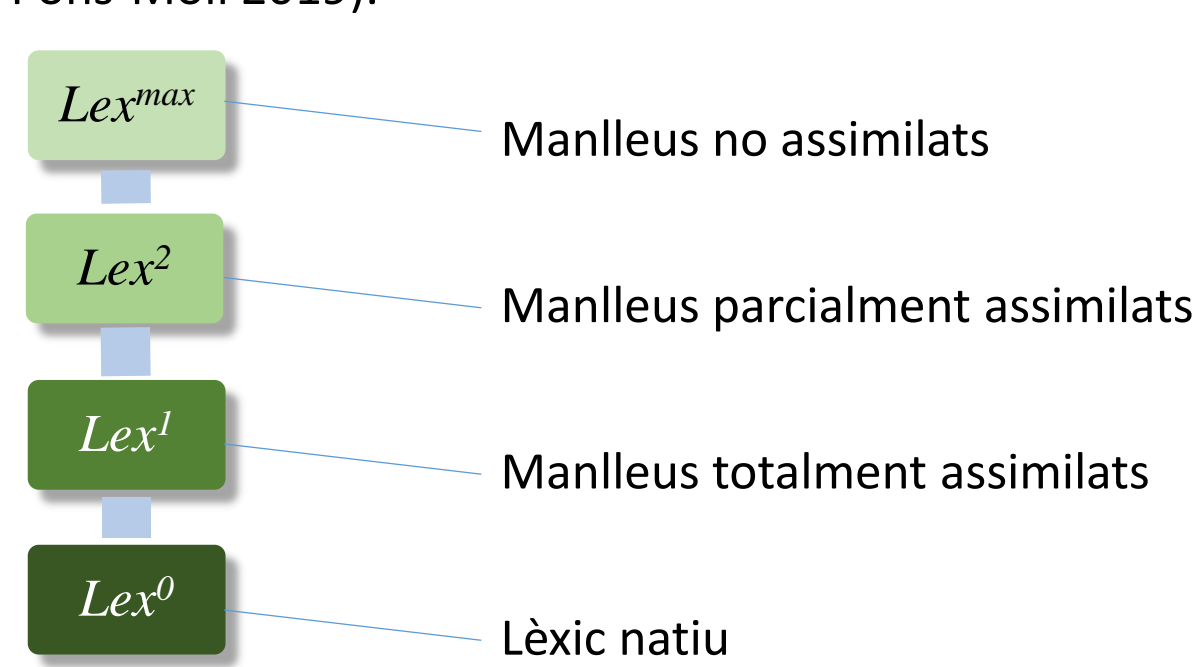 Lex^max
Manlleus no assimilats
Lex^2
Manlleus parcialment assimilats
Lex^1
Manlleus totalment assimilats
Lex^0
Lèxic natiu